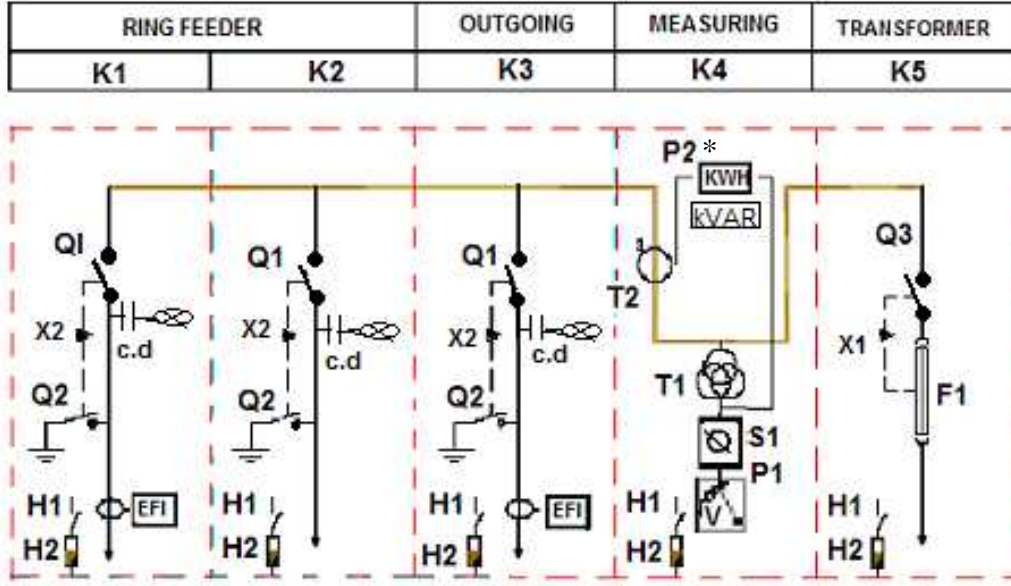 RING FEEDER OUTGOING MEASURING TRANSFORMER
K1 K2 K3 K4 K5
P2 *
KWH
kVAR
QI Q1 Q1 Q3
1
T2
X2 X2 X2 X1
c.d c.d c.d
T1
Q2 Q2 Q2 F1
S1
P1
H1 EFI H1 H1 EFI H1 V H1
H2 H2 H2 H2 H2